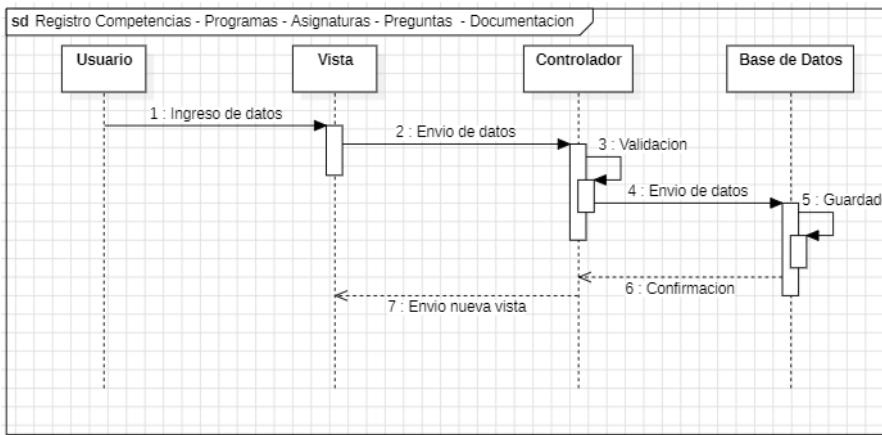 sd Registro Competencias - Programas - Asignaturas - Preguntas - Documentacion
Usuario
Vista
Controlador
Base de Datos
1 : Ingreso de datos
2 : Envio de datos
3 : Validacion
4 : Envio de datos
5 : Guardad
6 : Confirmacion
7 : Envio nueva vista